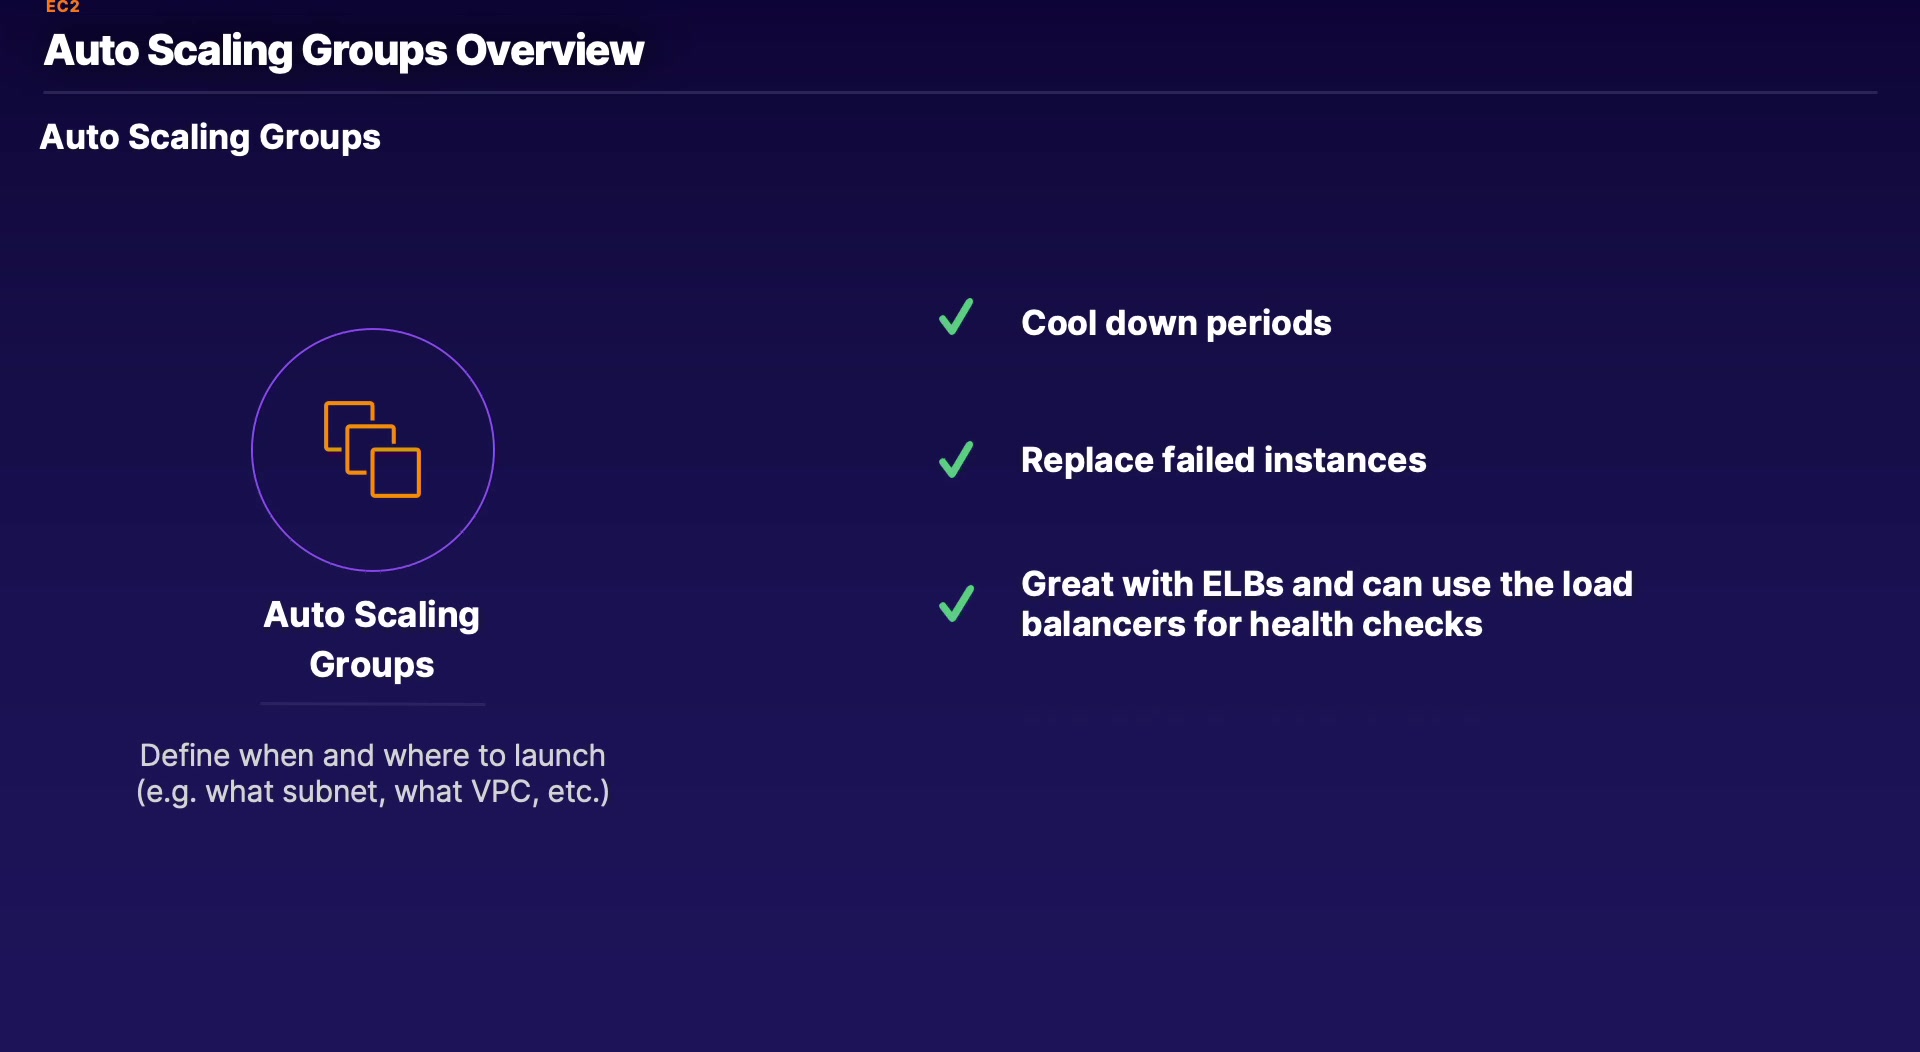 EC2
Auto Scaling Groups Overview
Auto Scaling Groups
Auto Scaling
Groups
Define when and where to launch
(e.g. what subnet, what VPC, etc.)
Cool down periods
Replace failed instances
Great with ELBs and can use the load
balancers for health checks